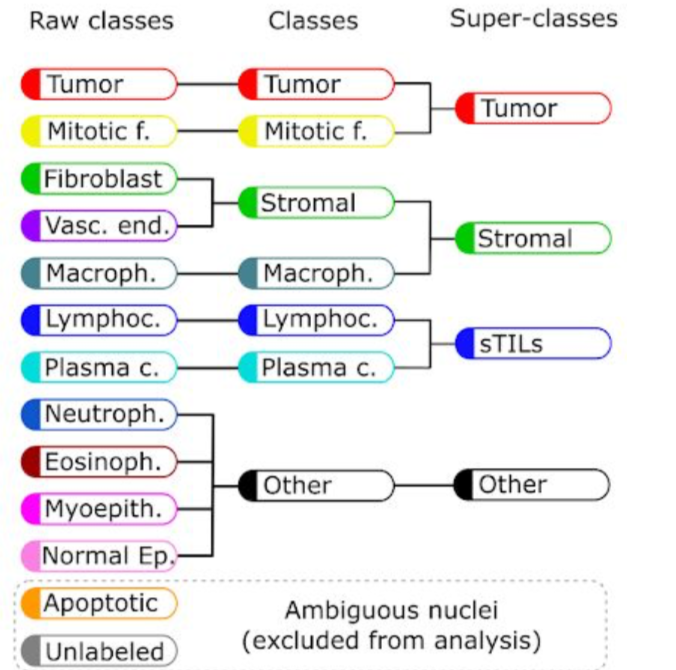 Raw classes
Classes
Super-classes
Tumor
Tumor
Tumor
Mitotic f.
Mitotic f.
Fibroblast
Stromal
Vasc. end.
Stromal
Macroph.
Macroph.
Lymphoc.
Lymphoc.
sTILs
Plasma c.
Plasma c.
Neutroph.
Eosinoph.
Other
Other
Myoepith.
Normal Ep.
Apoptotic
Ambiguous nuclei
(excluded from analysis)
Unlabeled